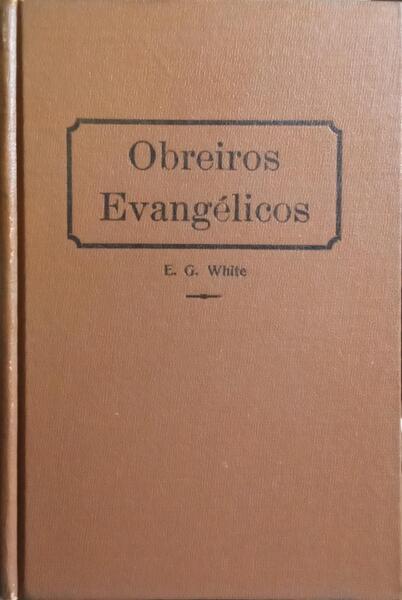 Obreiros
Evangélicos
E. G. White